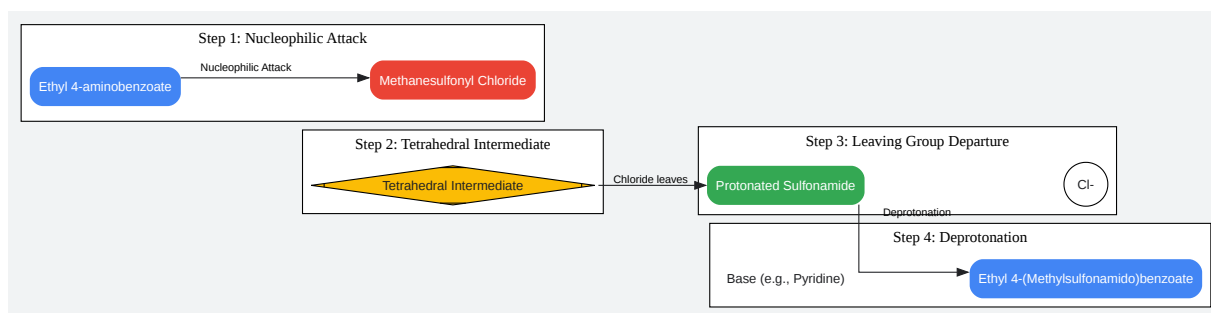 Step 1: Nucleophilic Attack
Ethyl 4-aminobenzoate
Nucleophilic Attack
Methanesulfonyl Chloride
Step 2: Tetrahedral Intermediate
Tetrahedral Intermediate
Chloride leaves
Step 3: Leaving Group Departure
Protonated Sulfonamide
Cl-
Deprotonation
Step 4: Deprotonation
Base (e.g., Pyridine)
Ethyl 4-(Methylsulfonamido)benzoate